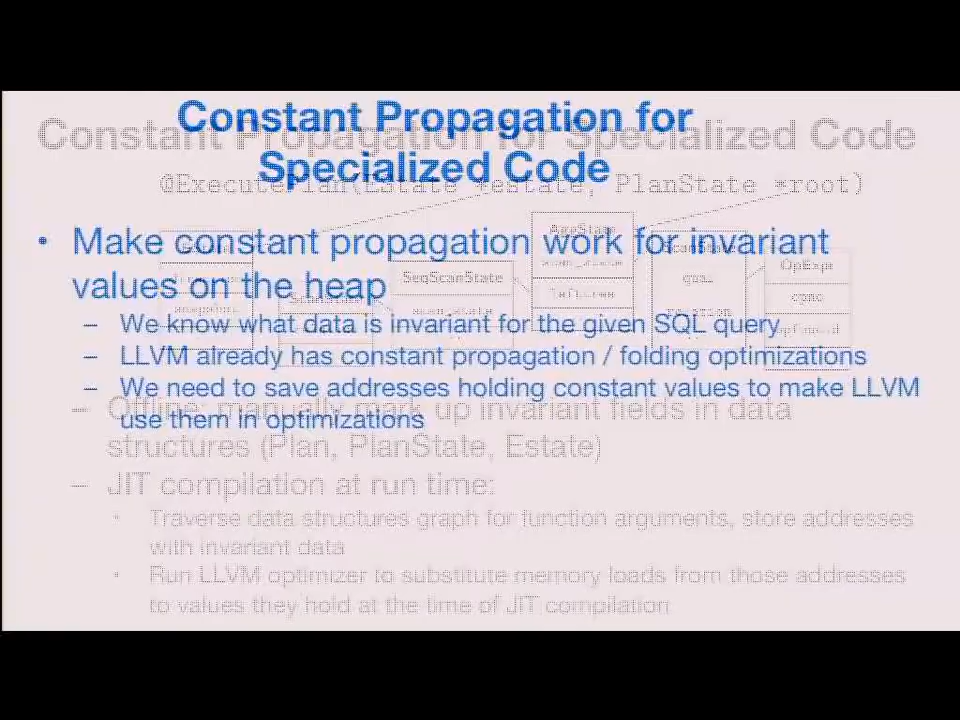 Constant Propagation for
Specialized Code
• Make constant propagation work for invariant
values on the heap
– We know what data is invariant for the given SQL query
– LLVM already has constant propagation / folding optimizations
– We need to save addresses holding constant values to make LLVM
use them in optimizations
Constant Propagation for Specialized Code
@ExecutePlan(EState *estate, PlanState *root)
AggState
ScanState
SeqScanState
OpExpr
– Offline: manually mark up invariant fields in data
structures (Plan, PlanState, Estate)
– JIT compilation at run time:
• Traverse data structures graph for function arguments, store addresses
with invariant data
• Run LLVM optimizer to substitute memory loads from those addresses
to values they hold at the time of JIT compilation